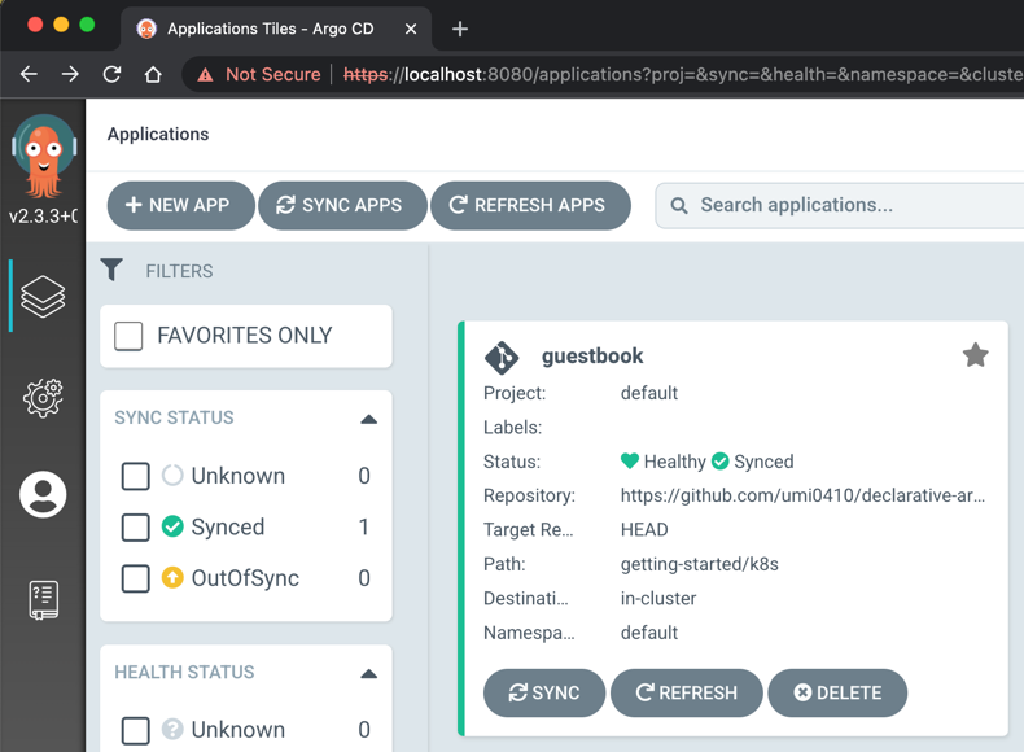 Applications Tiles - Argo CD
Not Secure https://localhost:8080/applications?proj=&sync=&health=&namespace=&cluste
v2.3.3+
Applications
NEW APP
SYNC APPS
REFRESH APPS
Search applications...
FILTERS
FAVORITES ONLY
SYNC STATUS
Unknown 0
Synced 1
OutOfSync 0
HEALTH STATUS
Unknown 0
guestbook
Project: default
Labels:
Status: Healthy Synced
Repository: https://github.com/umi0410/declarative-ar...
Target Re... HEAD
Path: getting-started/k8s
Destinati... in-cluster
Namespa... default
SYNC
REFRESH
DELETE